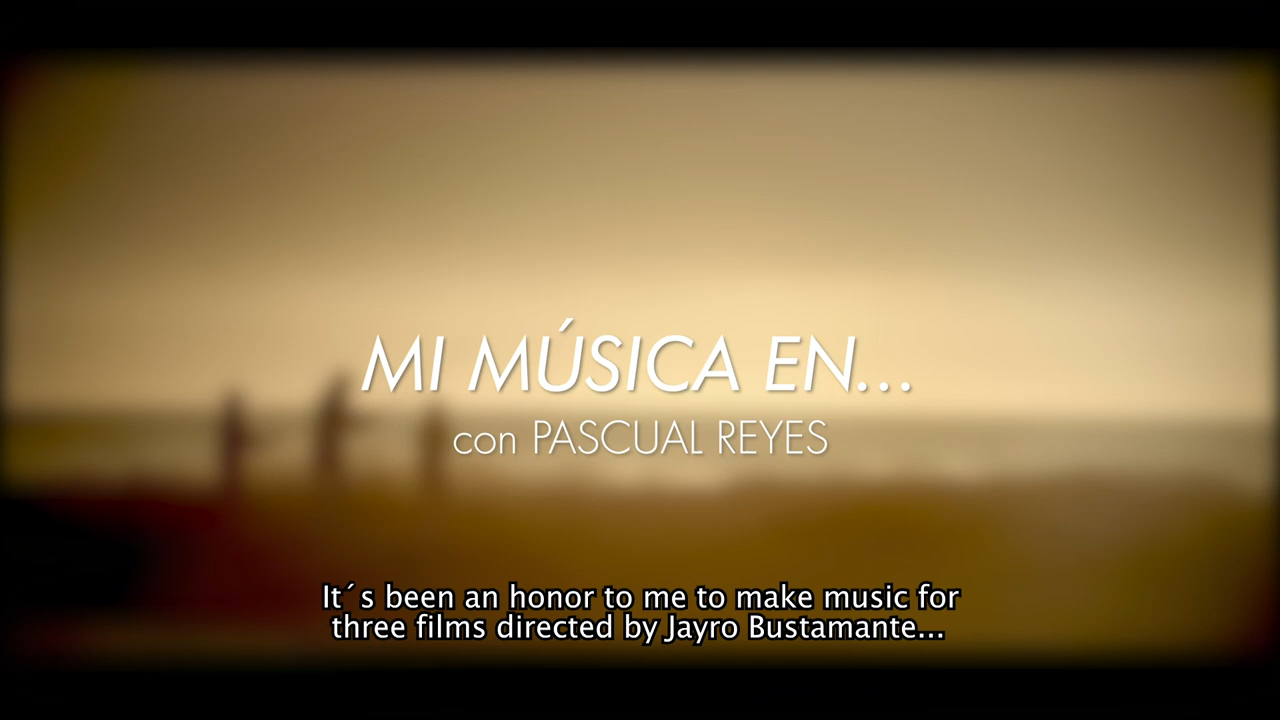 MI MÚSICA EN...
con PASCUAL REYES
It´s been an honor to me to make music for
three films directed by Jayro Bustamante...